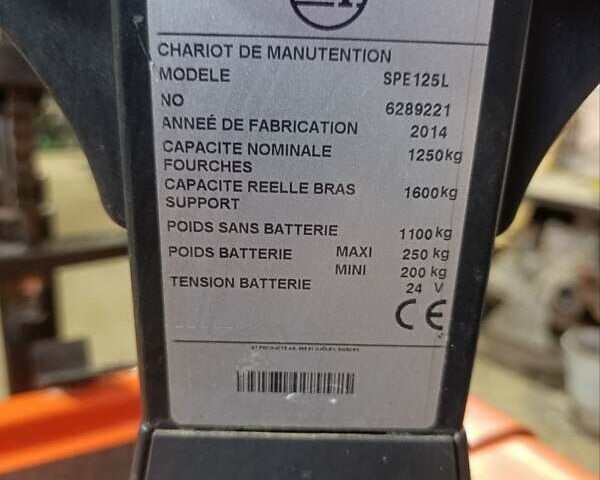 CHARIOT DE MANUTENTION
MODELE SPE125L
NO 6289221
ANNEÉ DE FABRICATION 2014
CAPACITE NOMINALE 1250kg
FOURCHES
CAPACITE REELLE BRAS 1600kg
SUPPORT
POIDS SANS BATTERIE 1100kg
POIDS BATTERIE MAXI 250 kg
MINI 200 kg
TENSION BATTERIE 24 V
CE